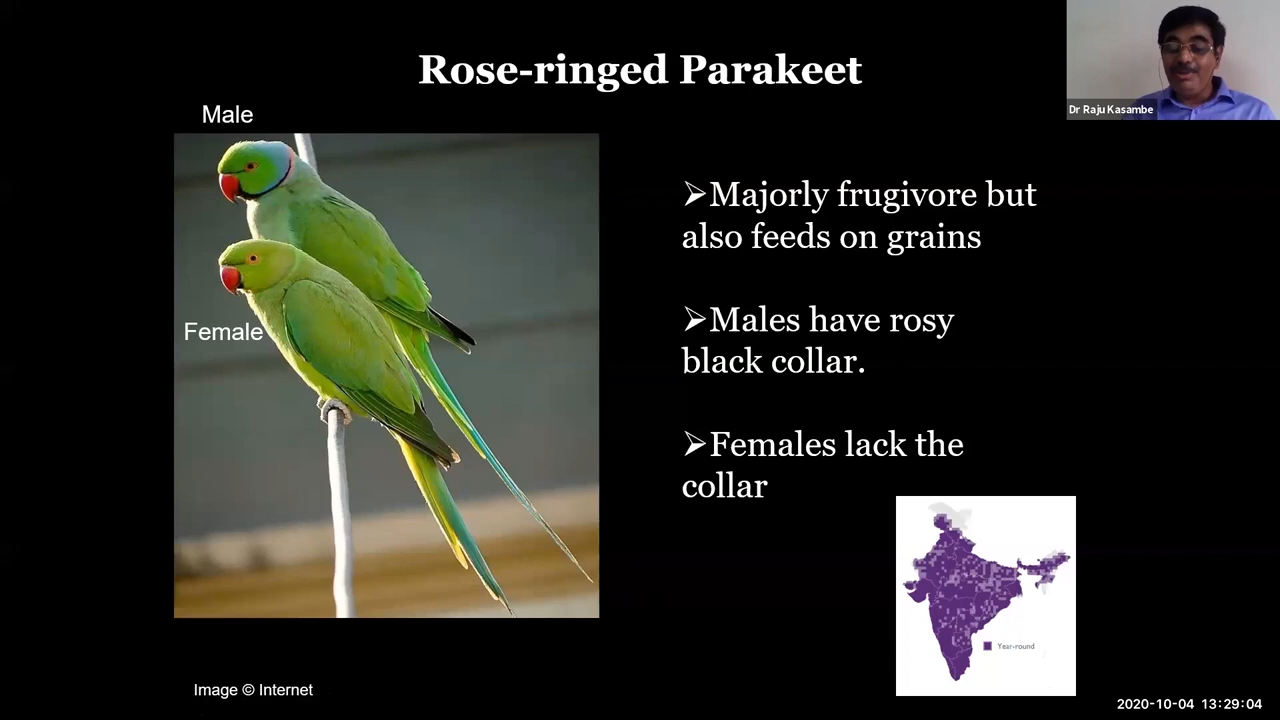 Rose-ringed Parakeet
Dr Raju Kasambe
Male
Female
➢Majorly frugivore but
also feeds on grains
➢Males have rosy
black collar.
➢Females lack the
collar
Year-round
Image © Internet
2020-10-04 13:29:04